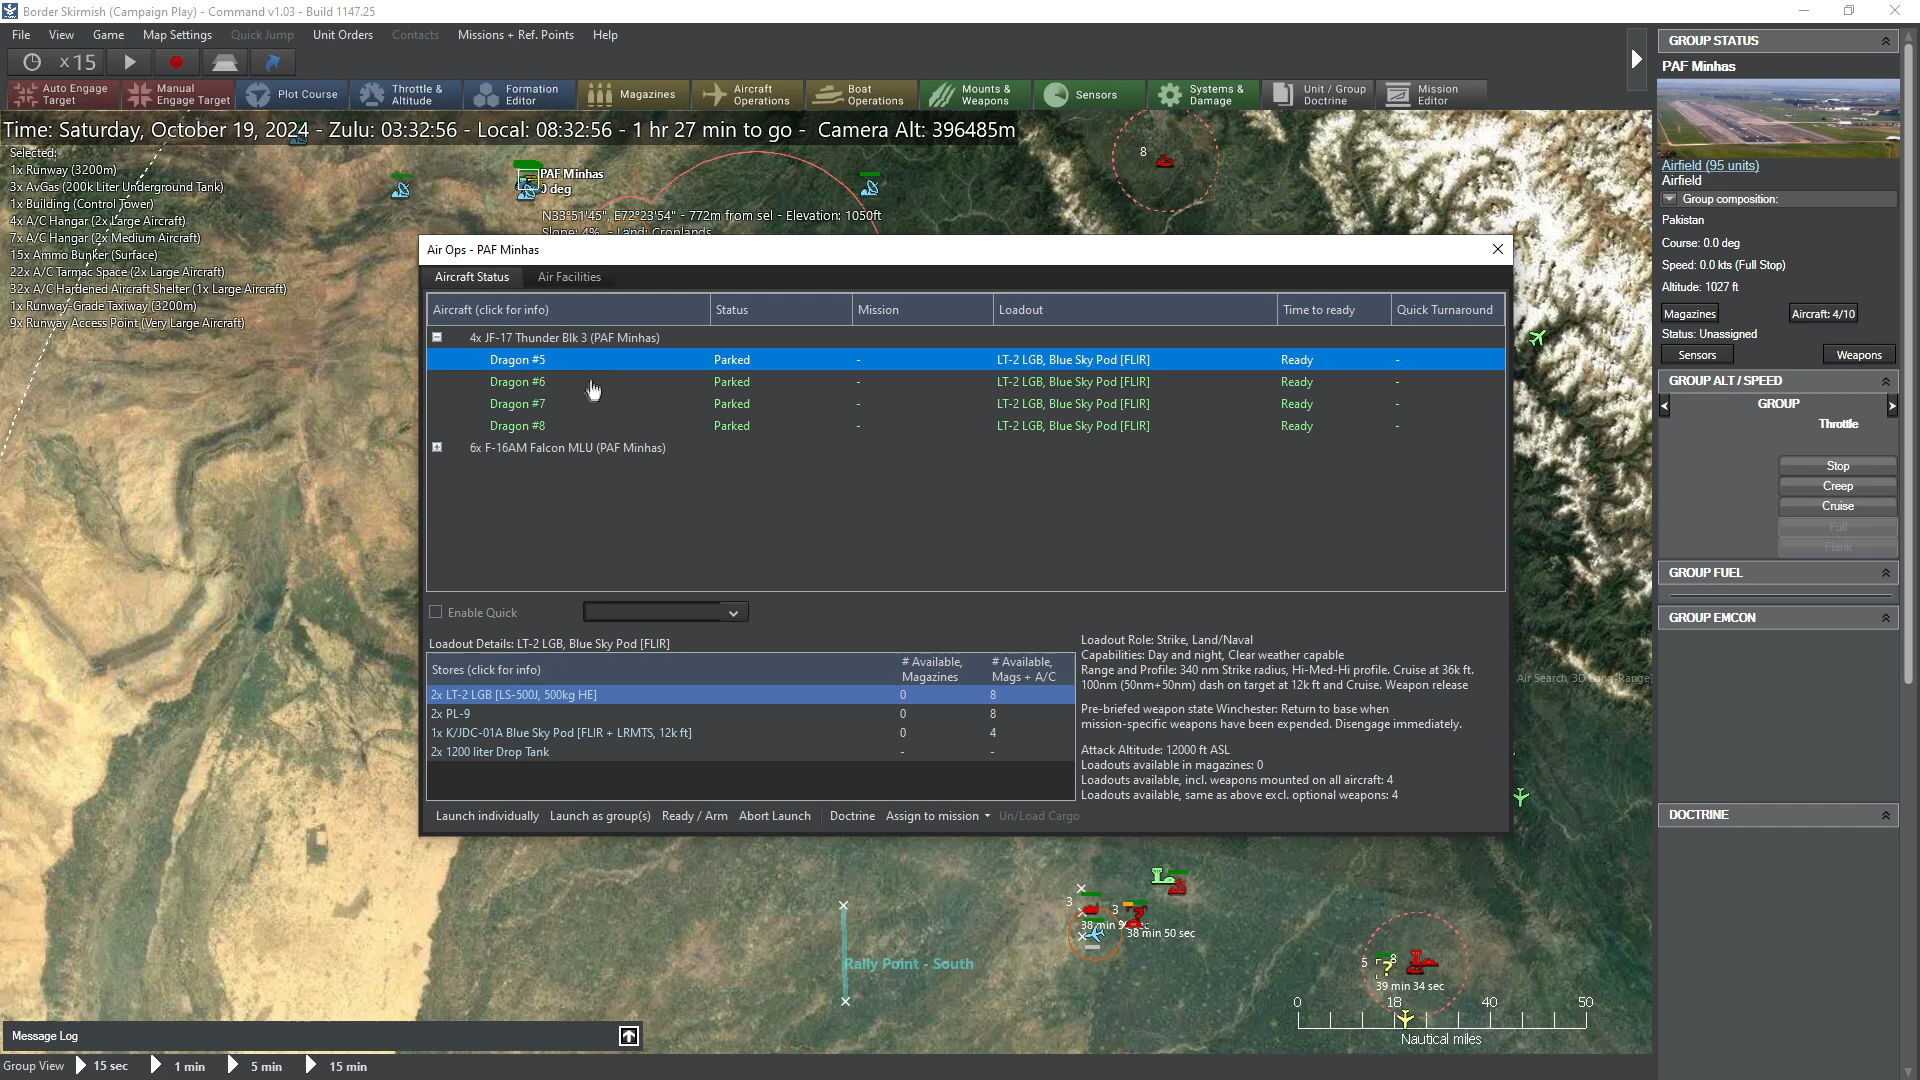 Border Skirmish (Campaign Play) - Command v1.03 - Build 1147.25
File View Game Map Settings Quick Jump Unit Orders Contacts Missions + Ref. Points Help
x 15
Auto Engage Target
Manual Engage Target
Plot Course
Throttle & Altitude
Formation Editor
Magazines
Aircraft Operations
Boat Operations
Mounts & Weapons
Sensors
Systems & Damage
Unit / Group Doctrine
Mission Editor
Time: Saturday, October 19, 2024 - Zulu: 03:32:56 - Local: 08:32:56 - 1 hr 27 min to go - Camera Alt: 396485m
Selected:
1x Runway (3200m)
3x AvGas (200k Liter Underground Tank)
1x Building (Control Tower)
4x A/C Hangar (2x Large Aircraft)
7x A/C Hangar (2x Medium Aircraft)
15x Ammo Bunker (Surface)
22x A/C Tarmac Space (2x Large Aircraft)
32x A/C Hardened Aircraft Shelter (1x Large Aircraft)
1x Runway-Grade Taxiway (3200m)
9x Runway Access Point (Very Large Aircraft)
PAF Minhas
0 deg
N33°51'45", E72°23'54" - 772m from sel - Elevation: 1050ft
Slope: 4% - Land: Croplands
8
Air Ops - PAF Minhas
Aircraft Status Air Facilities
Aircraft (click for info) Status Mission Loadout Time to ready Quick Turnaround
4x JF-17 Thunder Blk 3 (PAF Minhas)
Dragon #5 Parked - LT-2 LGB, Blue Sky Pod [FLIR] Ready -
Dragon #6 Parked - LT-2 LGB, Blue Sky Pod [FLIR] Ready -
Dragon #7 Parked - LT-2 LGB, Blue Sky Pod [FLIR] Ready -
Dragon #8 Parked - LT-2 LGB, Blue Sky Pod [FLIR] Ready -
6x F-16AM Falcon MLU (PAF Minhas)
Enable Quick
Loadout Details: LT-2 LGB, Blue Sky Pod [FLIR]
Stores (click for info) # Available, Magazines # Available, Mags + A/C
2x LT-2 LGB [LS-500J, 500kg HE] 0 8
2x PL-9 0 8
1x K/JDC-01A Blue Sky Pod [FLIR + LRMTS, 12k ft] 0 4
2x 1200 liter Drop Tank - -
Loadout Role: Strike, Land/Naval
Capabilities: Day and night, Clear weather capable
Range and Profile: 340 nm Strike radius, Hi-Med-Hi profile. Cruise at 36k ft.
100nm (50nm+50nm) dash on target at 12k ft and Cruise. Weapon release
Pre-briefed weapon state Winchester: Return to base when
mission-specific weapons have been expended. Disengage immediately.
Attack Altitude: 12000 ft ASL
Loadouts available in magazines: 0
Loadouts available, incl. weapons mounted on all aircraft: 4
Loadouts available, same as above excl. optional weapons: 4
Launch individually Launch as group(s) Ready / Arm Abort Launch Doctrine Assign to mission Un/Load Cargo
Air Search, 3D Long-Range]
3
3
38 min
38 min 50 sec
Rally Point - South
5
8
39 min 34 sec
0 18 40 50
Nautical miles
Message Log
Group View 15 sec 1 min 5 min 15 min
GROUP STATUS
PAF Minhas
Airfield (95 units)
Airfield
Group composition:
Pakistan
Course: 0.0 deg
Speed: 0.0 kts (Full Stop)
Altitude: 1027 ft
Magazines Aircraft: 4/10
Status: Unassigned
Sensors Weapons
GROUP ALT / SPEED
GROUP
Throttle
Stop
Creep
Cruise
Full
Flank
GROUP FUEL
GROUP EMCON
DOCTRINE